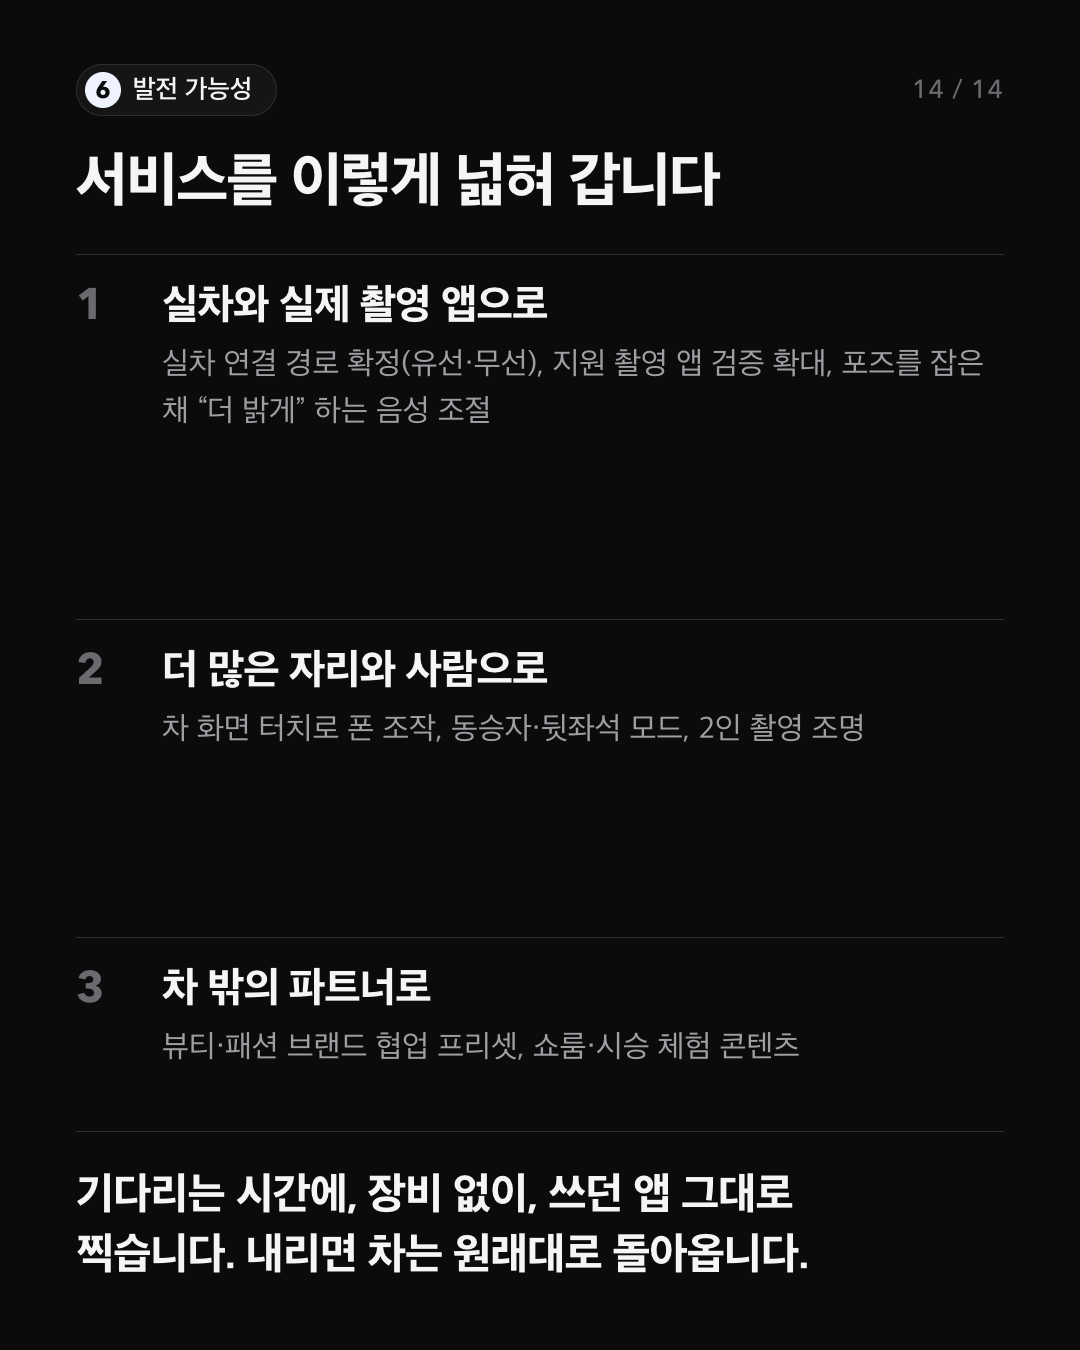 6 발전 가능성
14 / 14
서비스를 이렇게 넓혀 갑니다
1 실차와 실제 촬영 앱으로
실차 연결 경로 확정(유선·무선), 지원 촬영 앱 검증 확대, 포즈를 잡은
채 “더 밝게” 하는 음성 조절
2 더 많은 자리와 사람으로
차 화면 터치로 폰 조작, 동승자·뒷좌석 모드, 2인 촬영 조명
3 차 밖의 파트너로
뷰티·패션 브랜드 협업 프리셋, 쇼룸·시승 체험 콘텐츠
기다리는 시간에, 장비 없이, 쓰던 앱 그대로
찍습니다. 내리면 차는 원래대로 돌아옵니다.